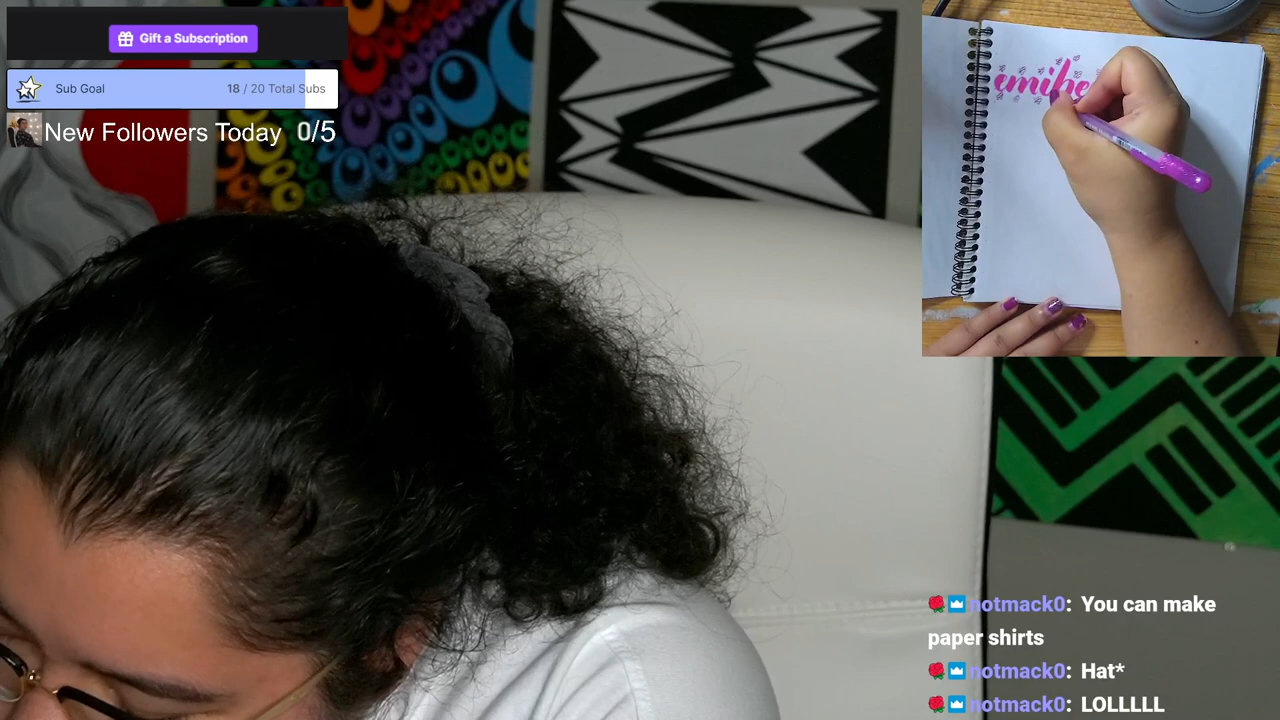 Gift a Subscription
Sub Goal 18 / 20 Total Subs
New Followers Today 0/5
notmack0: You can make
paper shirts
notmack0: Hat*
notmack0: LOLLLLL